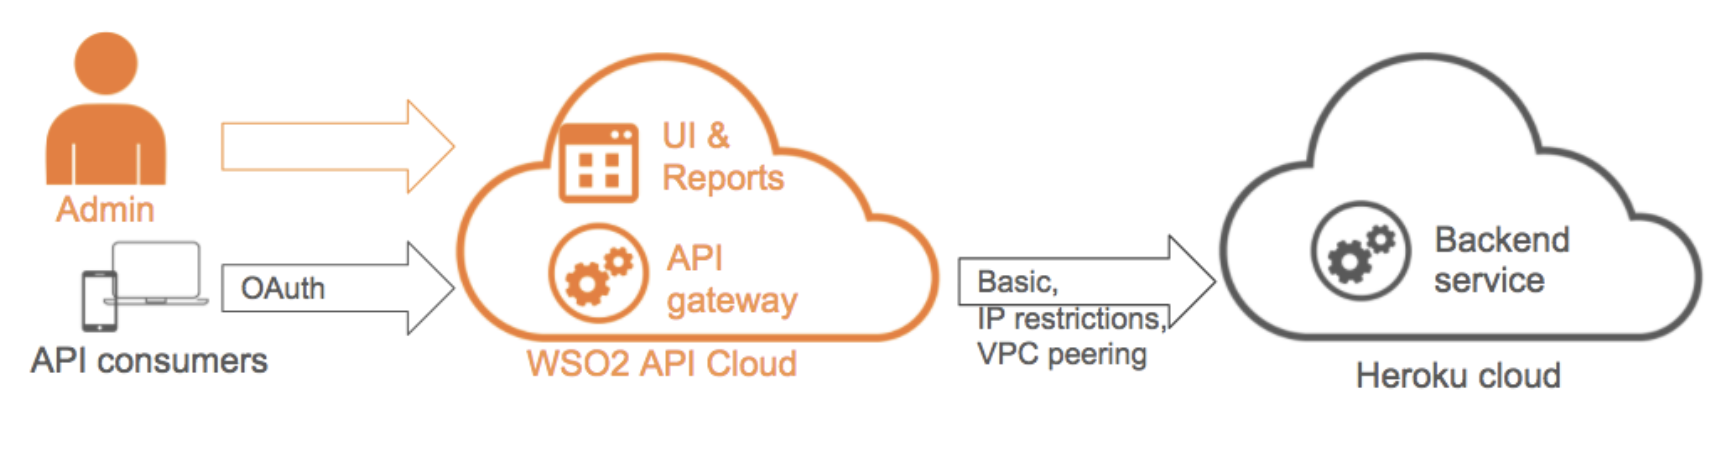 Admin
OAuth
API consumers
UI &
Reports
API
gateway
WSO2 API Cloud
Basic,
IP restrictions,
VPC peering
Backend
service
Heroku cloud